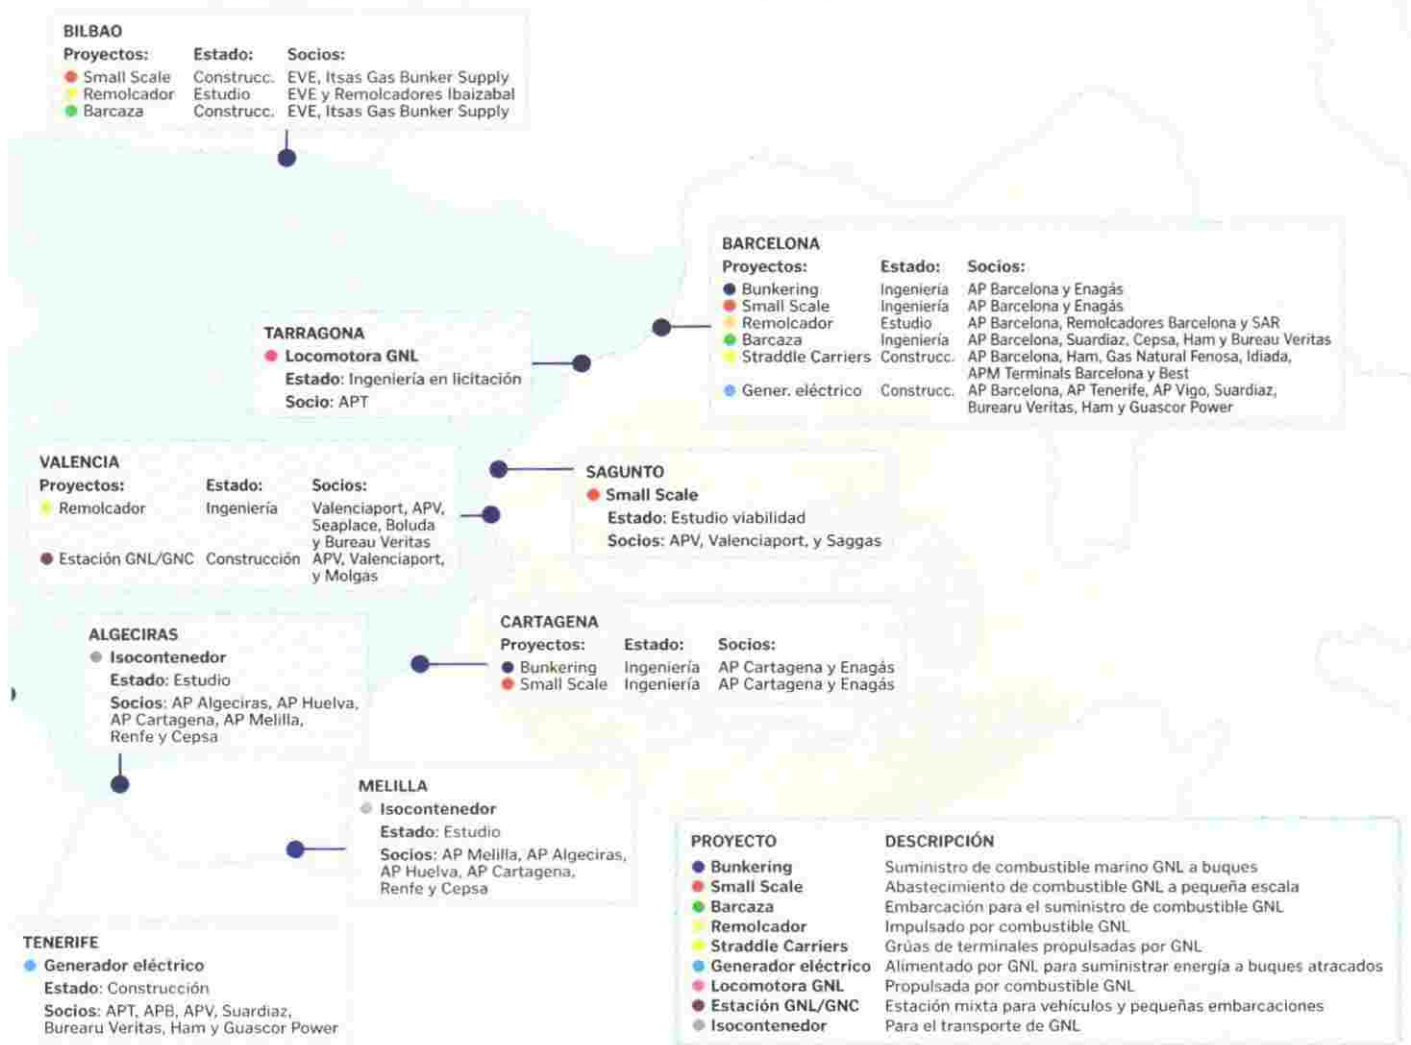 BILBAO
Proyectos: Estado: Socios:
Small Scale Construcc. EVE, Itsas Gas Bunker Supply
Remolcador Estudio EVE y Remolcadores Ibaizabal
Barcaza Construcc. EVE, Itsas Gas Bunker Supply
BARCELONA
Proyectos: Estado: Socios:
Bunkering Ingeniería AP Barcelona y Enagás
Small Scale Ingeniería AP Barcelona y Enagás
Remolcador Estudio AP Barcelona, Remolcadores Barcelona y SAR
Barcaza Ingeniería AP Barcelona, Suardiaz, Cepsa, Ham y Bureau Veritas
Straddle Carriers Construcc. AP Barcelona, Ham, Gas Natural Fenosa, Idiada,
APM Terminals Barcelona y Best
Gener. eléctrico Construcc. AP Barcelona, AP Tenerife, AP Vigo, Suardiaz,
Burearu Veritas, Ham y Guascor Power
TARRAGONA
Locomotora GNL
Estado: Ingeniería en licitación
Socio: APT
VALENCIA
Proyectos: Estado: Socios:
Remolcador Ingeniería Valenciaport, APV,
Seaplace, Boluda
y Bureau Veritas
Estación GNL/GNC Construcción APV, Valenciaport,
y Molgas
SAGUNTO
Small Scale
Estado: Estudio viabilidad
Socios: APV, Valenciaport, y Saggas
ALGECIRAS
Isocontenedor
Estado: Estudio
Socios: AP Algeciras, AP Huelva,
AP Cartagena, AP Melilla,
Renfe y Cepsa
CARTAGENA
Proyectos: Estado: Socios:
Bunkering Ingeniería AP Cartagena y Enagás
Small Scale Ingeniería AP Cartagena y Enagás
MELILLA
Isocontenedor
Estado: Estudio
Socios: AP Melilla, AP Algeciras,
AP Huelva, AP Cartagena,
Renfe y Cepsa
TENERIFE
Generador eléctrico
Estado: Construcción
Socios: APT, APB, APV, Suardiaz,
Burearu Veritas, Ham y Guascor Power
PROYECTO DESCRIPCIÓN
Bunkering Suministro de combustible marino GNL a buques
Small Scale Abastecimiento de combustible GNL a pequeña escala
Barcaza Embarcación para el suministro de combustible GNL
Remolcador Impulsado por combustible GNL
Straddle Carriers Grúas de terminales propulsadas por GNL
Generador eléctrico Alimentado por GNL para suministrar energía a buques atracados
Locomotora GNL Propulsada por combustible GNL
Estación GNL/GNC Estación mixta para vehículos y pequeñas embarcaciones
Isocontenedor Para el transporte de GNL